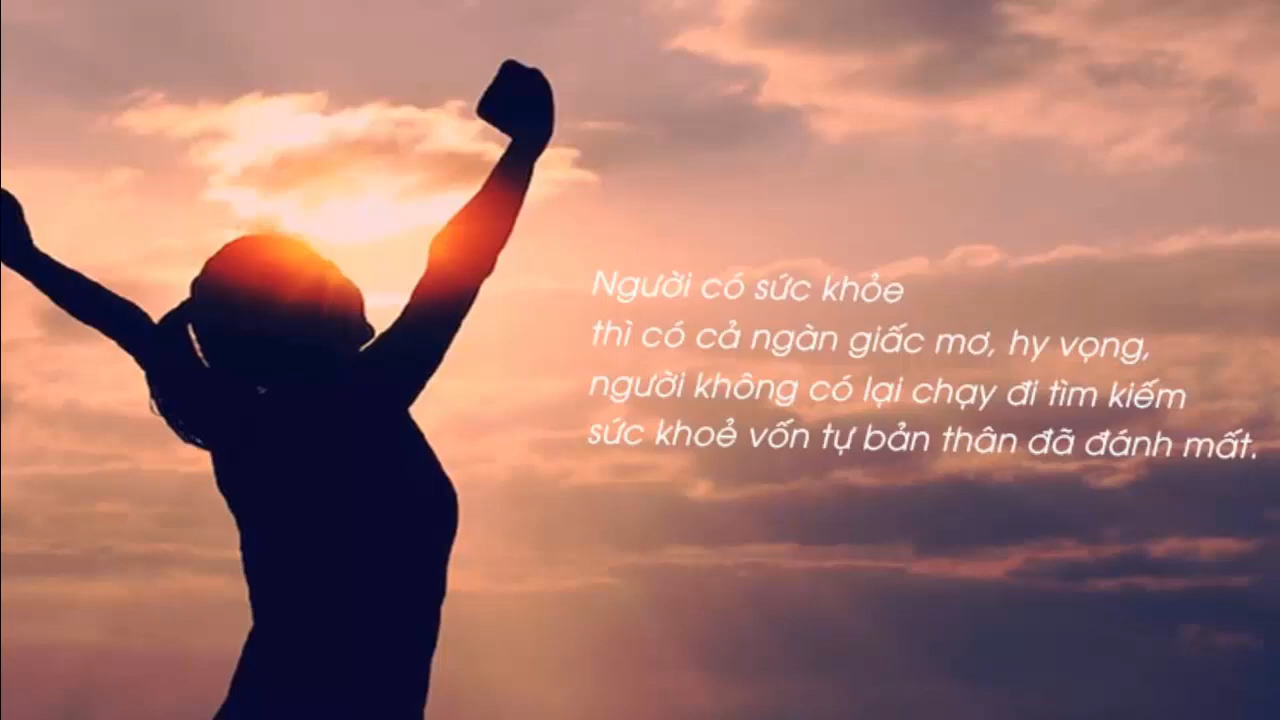 Người có sức khỏe
thì có cả ngàn giấc mơ, hy vọng,
người không có lại chạy đi tìm kiếm
sức khoẻ vốn tự bản thân đã đánh mất.